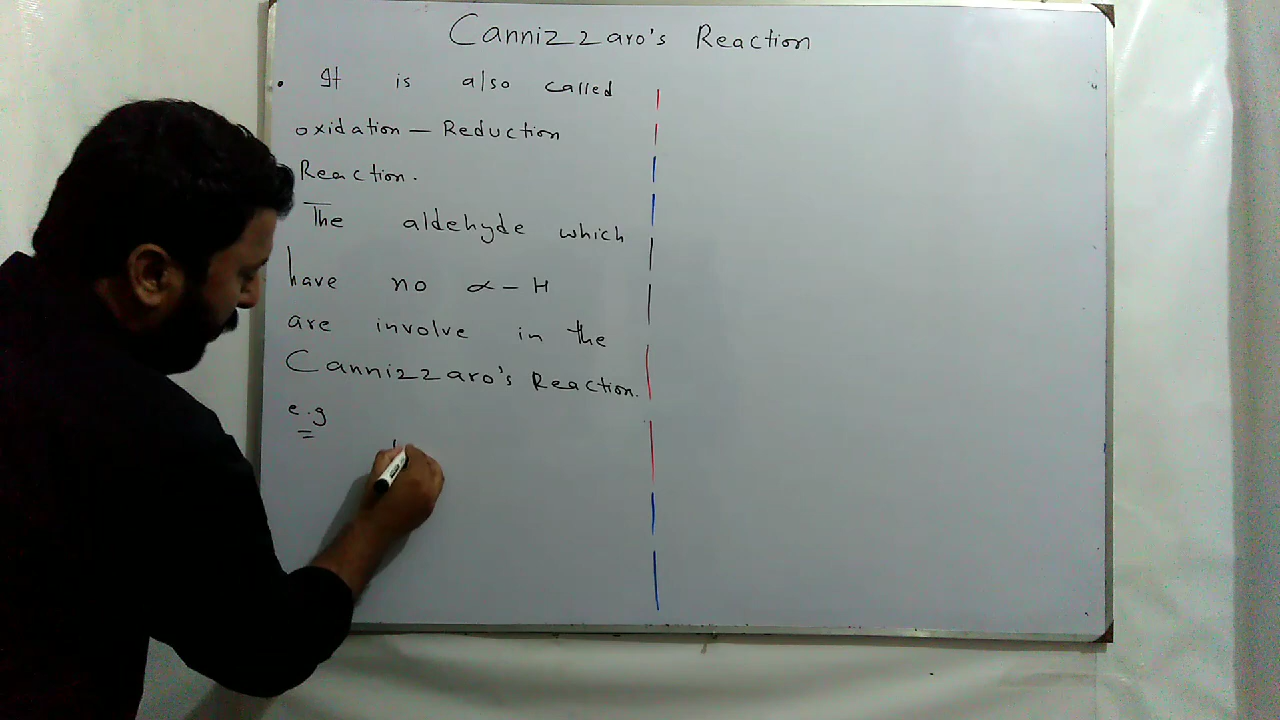 Cannizzaro's Reaction
. It is also called
oxidation - Reduction
Reaction.
The aldehyde which
have no α - H
are involve in the
Cannizzaro's Reaction.
e.g